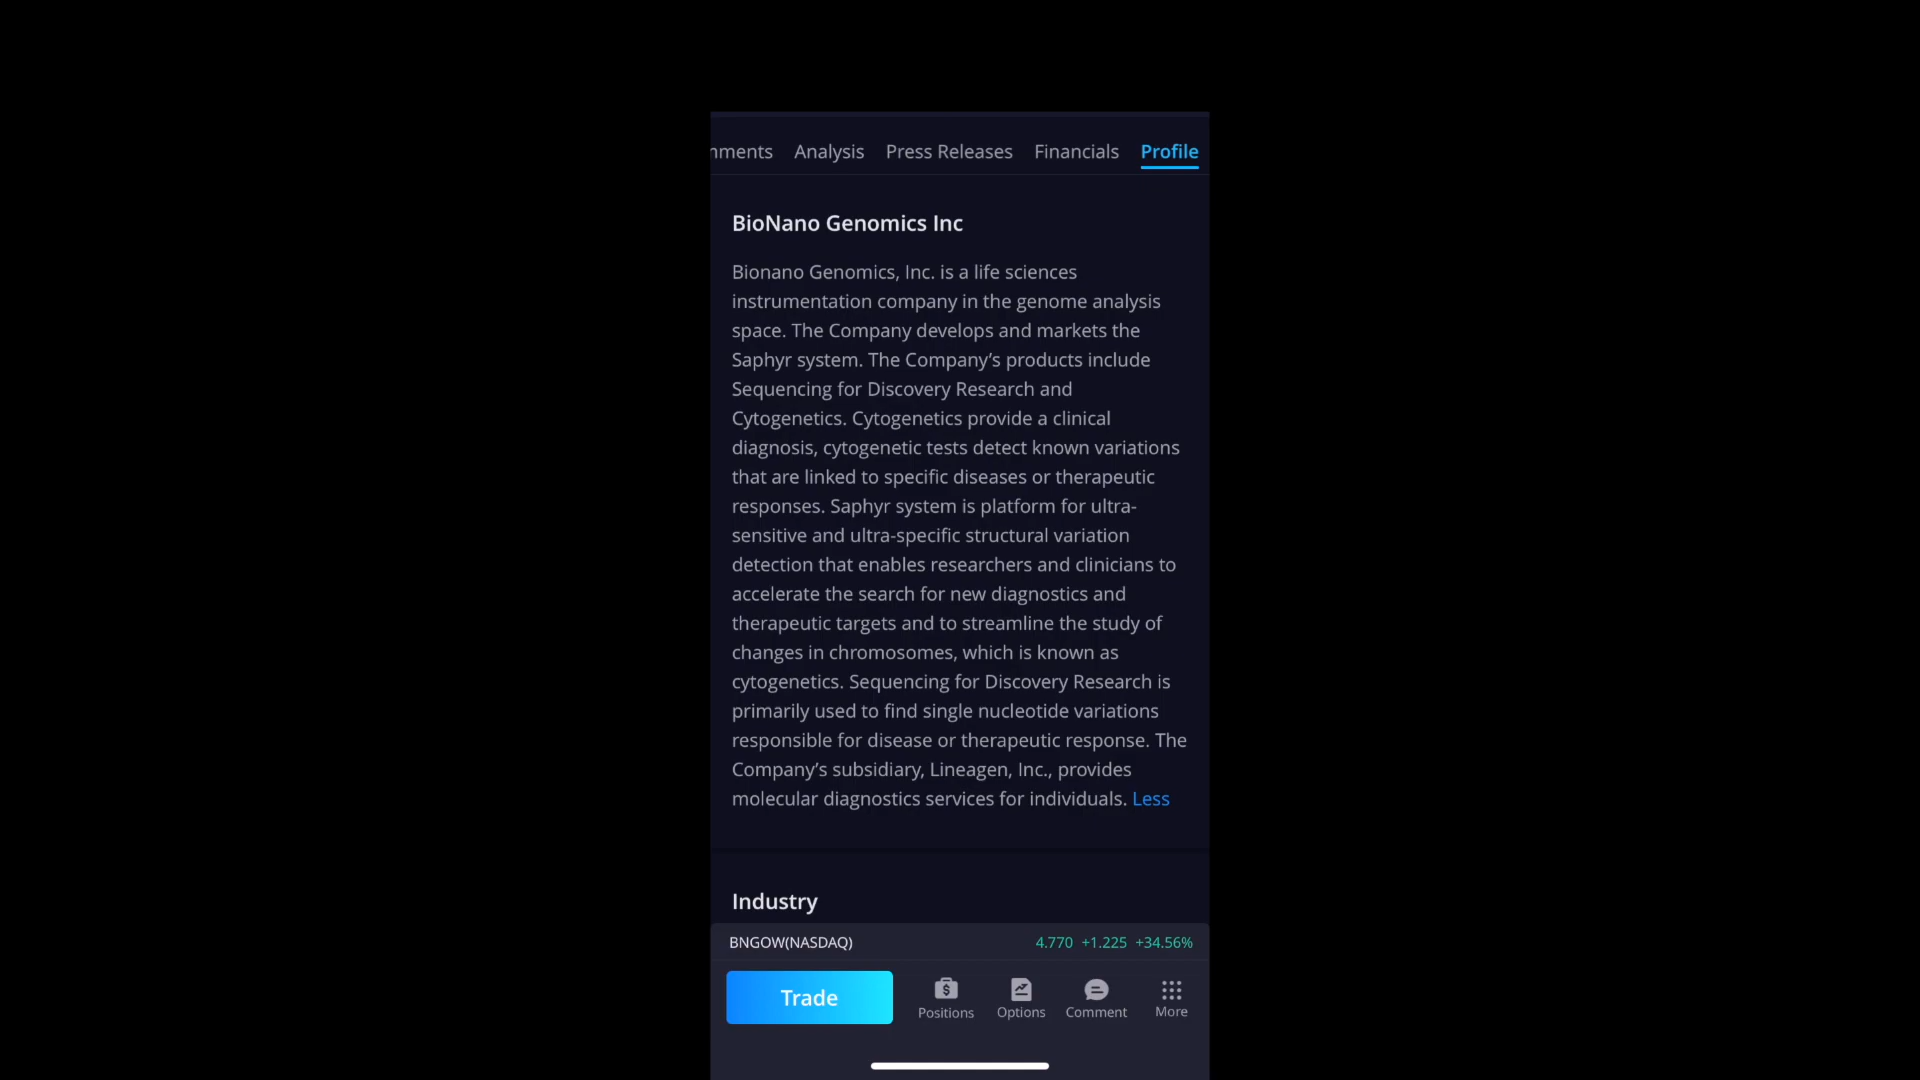 mments Analysis Press Releases Financials Profile
BioNano Genomics Inc
Bionano Genomics, Inc. is a life sciences
instrumentation company in the genome analysis
space. The Company develops and markets the
Saphyr system. The Company’s products include
Sequencing for Discovery Research and
Cytogenetics. Cytogenetics provide a clinical
diagnosis, cytogenetic tests detect known variations
that are linked to specific diseases or therapeutic
responses. Saphyr system is platform for ultra-
sensitive and ultra-specific structural variation
detection that enables researchers and clinicians to
accelerate the search for new diagnostics and
therapeutic targets and to streamline the study of
changes in chromosomes, which is known as
cytogenetics. Sequencing for Discovery Research is
primarily used to find single nucleotide variations
responsible for disease or therapeutic response. The
Company’s subsidiary, Lineagen, Inc., provides
molecular diagnostics services for individuals. Less
Industry
BNGOW(NASDAQ) 4.770 +1.225 +34.56%
Trade Positions Options Comment More